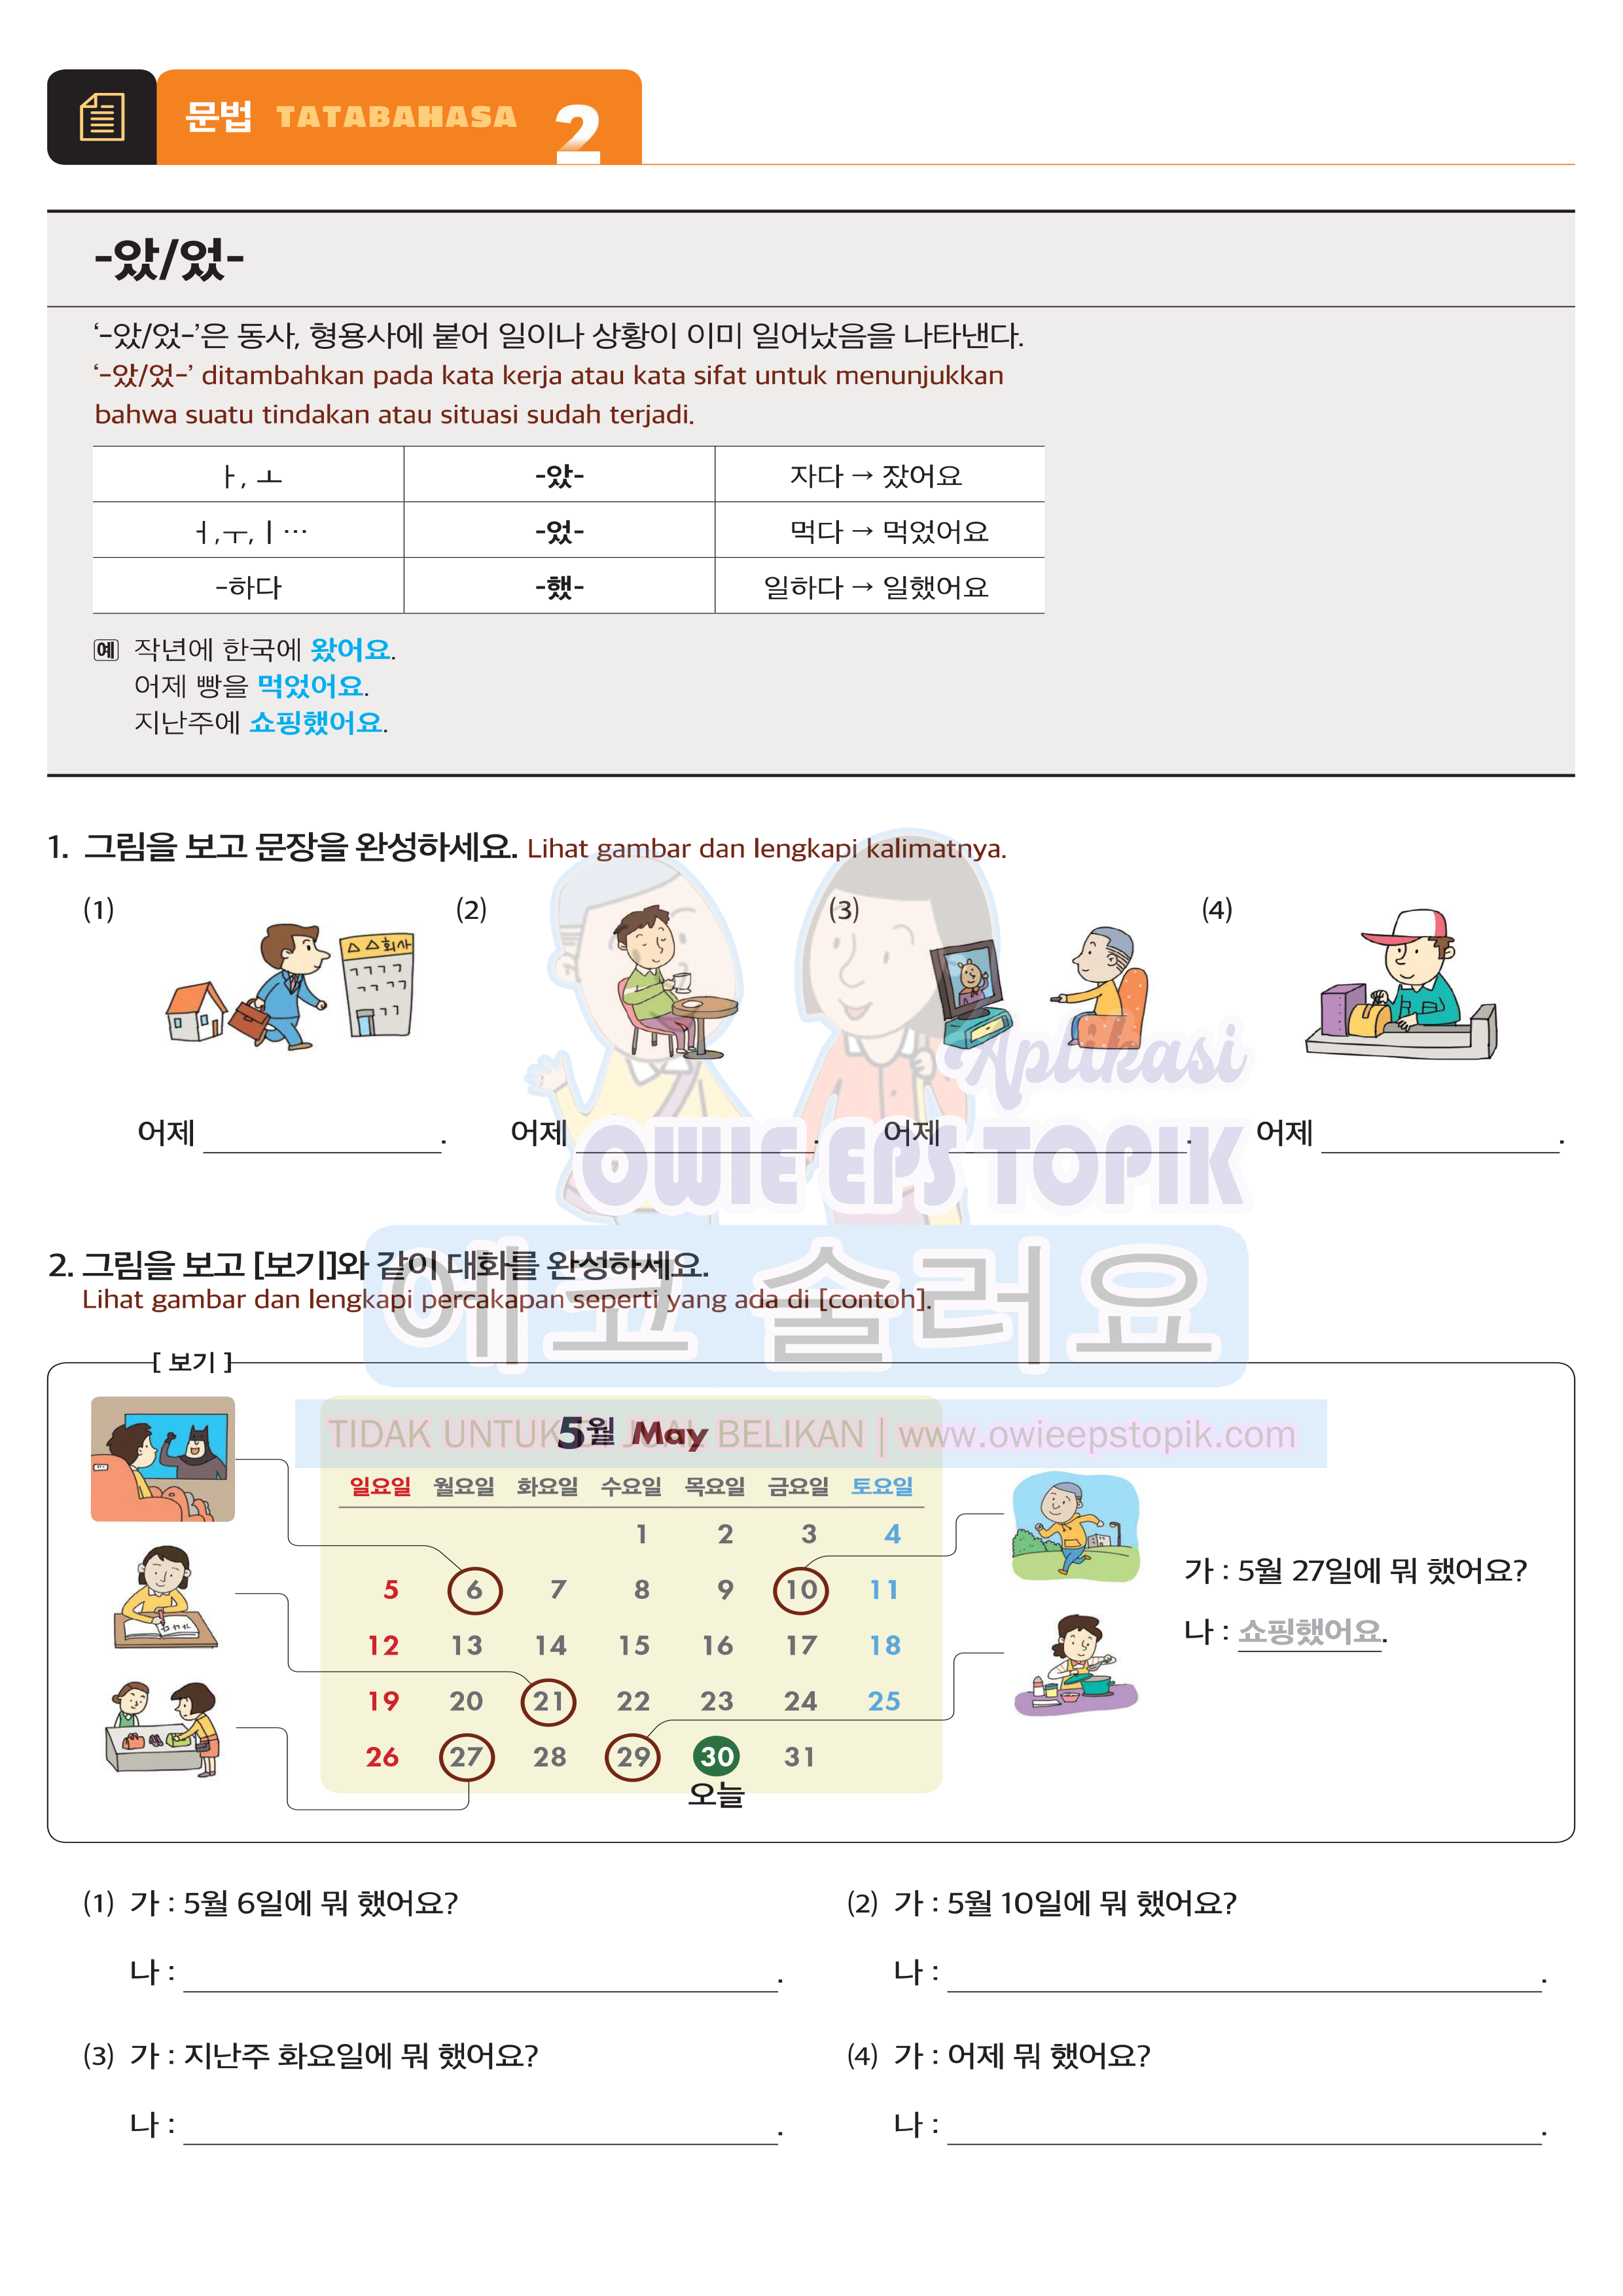 문법 TATABAHASA 2
-았/었-
‘-았/었-’은 동사, 형용사에 붙어 일이나 상황이 이미 일어났음을 나타낸다.
‘-았/었-’ ditambahkan pada kata kerja atau kata sifat untuk menunjukkan
bahwa suatu tindakan atau situasi sudah terjadi.
ㅏ, ㅗ -았- 자다 → 잤어요
ㅓ,ㅜ,ㅣ… -었- 먹다 → 먹었어요
-하다 -했- 일하다 → 일했어요
예 작년에 한국에 왔어요.
어제 빵을 먹었어요.
지난주에 쇼핑했어요.
1. 그림을 보고 문장을 완성하세요. Lihat gambar dan lengkapi kalimatnya.
(1) (2) (3) (4)
△△회사
Aplikasi
어제 . 어제 . 어제 . 어제 .
OWIE EPS TOPIK
2. 그림을 보고 [보기]와 같이 대화를 완성하세요.
Lihat gambar dan lengkapi percakapan seperti yang ada di [contoh].
에코 술러요
[ 보기 ]
TIDAK UNTUK DI JUAL BELIKAN | www.owieepstopik.com
5월 May
일요일 월요일 화요일 수요일 목요일 금요일 토요일
1 2 3 4
5 6 7 8 9 10 11
12 13 14 15 16 17 18
19 20 21 22 23 24 25
26 27 28 29 30 31
오늘
가 : 5월 27일에 뭐 했어요?
나 : 쇼핑했어요.
(1) 가 : 5월 6일에 뭐 했어요?
나 : .
(2) 가 : 5월 10일에 뭐 했어요?
나 : .
(3) 가 : 지난주 화요일에 뭐 했어요?
나 : .
(4) 가 : 어제 뭐 했어요?
나 : .